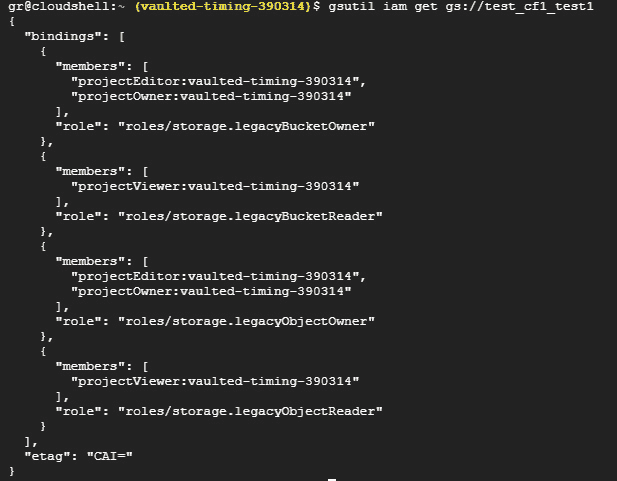 gr@cloudshell:~ (vaulted-timing-390314)$ gsutil iam get gs://test_cf1_test1
{
  "bindings": [
    {
      "members": [
        "projectEditor:vaulted-timing-390314",
        "projectOwner:vaulted-timing-390314"
      ],
      "role": "roles/storage.legacyBucketOwner"
    },
    {
      "members": [
        "projectViewer:vaulted-timing-390314"
      ],
      "role": "roles/storage.legacyBucketReader"
    },
    {
      "members": [
        "projectEditor:vaulted-timing-390314",
        "projectOwner:vaulted-timing-390314"
      ],
      "role": "roles/storage.legacyObjectOwner"
    },
    {
      "members": [
        "projectViewer:vaulted-timing-390314"
      ],
      "role": "roles/storage.legacyObjectReader"
    }
  ],
  "etag": "CAI="
}